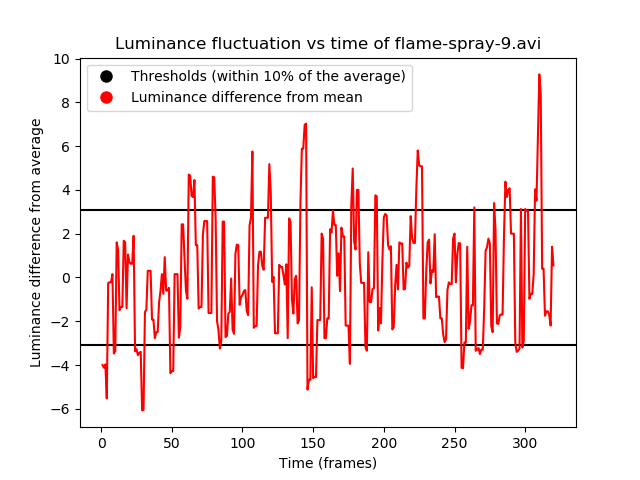 Luminance fluctuation vs time of flame-spray-9.avi
Thresholds (within 10% of the average)
Luminance difference from mean
Luminance difference from average
10
8
6
4
2
0
−2
−4
−6
0 50 100 150 200 250 300
Time (frames)